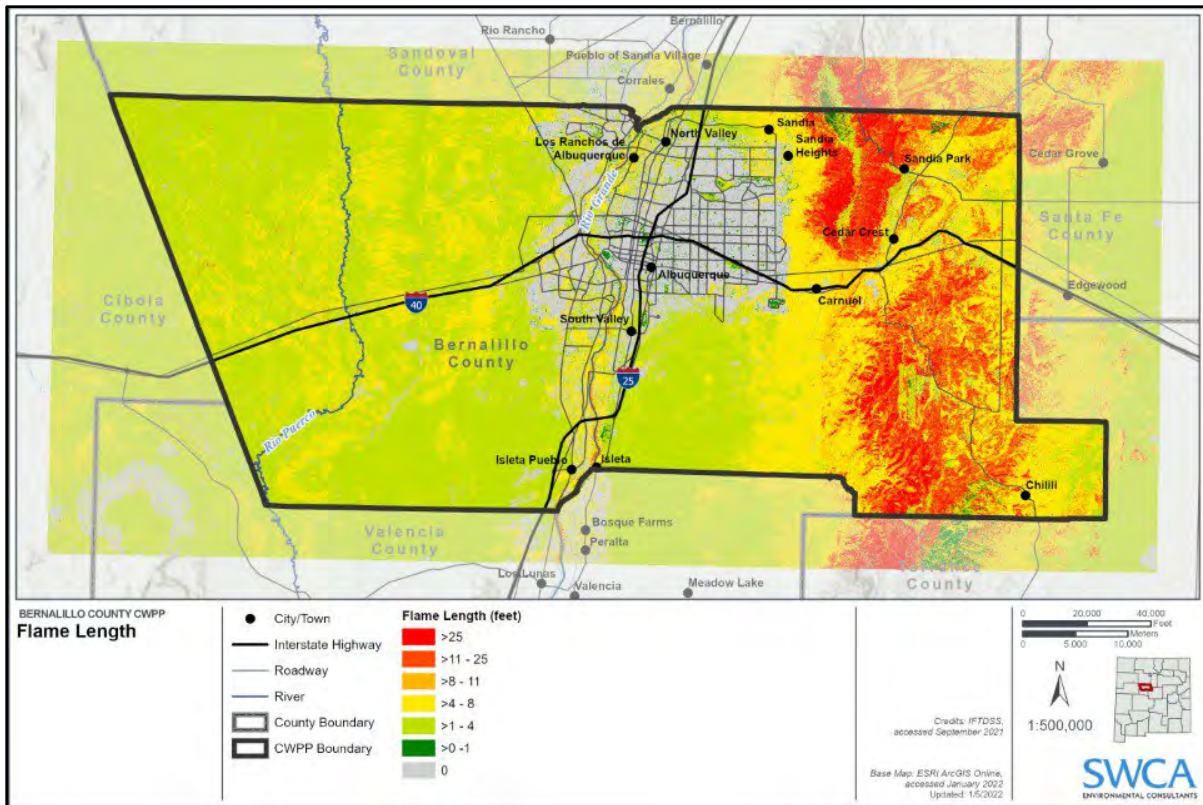 Bernalillo
Rio Rancho
Sandoval
County
Pueblo of Sandia Village
Corrales
North Valley
Sandia
Los Ranchos de
Albuquerque
Sandia
Heights
Sandia Park
Cedar Grove
Rio Grande
Santa Fe
County
Cedar Crest
Albuquerque
Cibola
County
40
Carnuel
Edgewood
South Valley
Bernalillo
County
25
Rio Puerco
Isleta Pueblo
Isleta
Chilili
Valencia
County
Bosque Farms
Peralta
County
Los Lunas
Valencia
Meadow Lake
BERNALILLO COUNTY CWPP
Flame Length
City/Town
Interstate Highway
Roadway
River
County Boundary
CWPP Boundary
Flame Length (feet)
>25
>11 - 25
>8 - 11
>4 - 8
>1 - 4
>0 -1
0
Credits: IFTDSS,
accessed September 2021
Base Map: ESRI ArcGIS Online,
accessed January 2022
Updated: 1/5/2022
0 20,000 40,000
Feet
Meters
0 5,000 10,000
N
1:500,000
SWCA
ENVIRONMENTAL CONSULTANTS